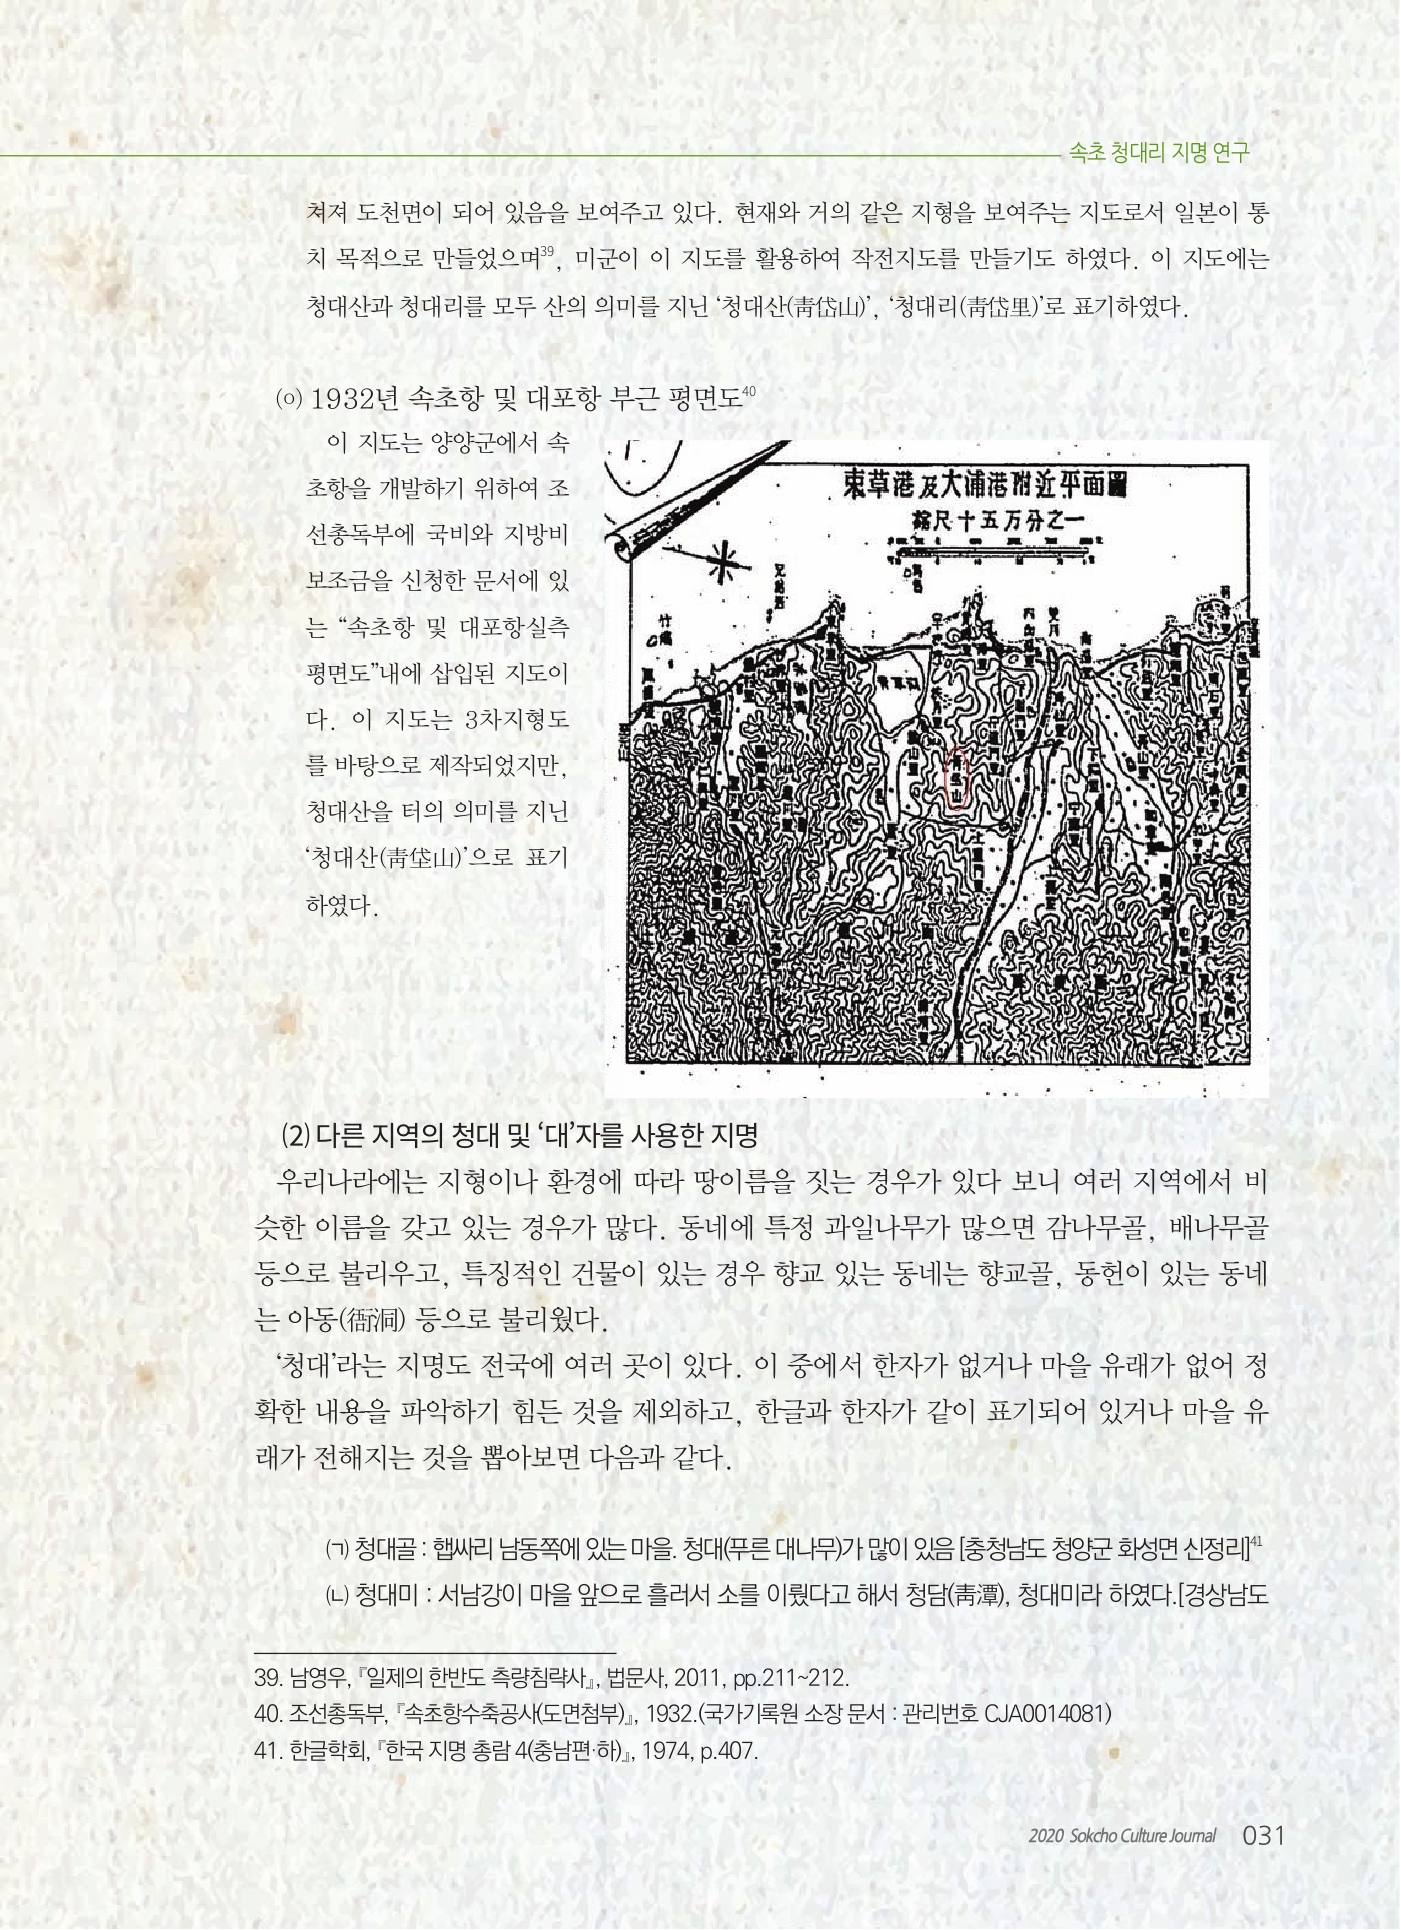 속초 청대리 지명 연구
쳐져 도천면이 되어 있음을 보여주고 있다. 현재와 거의 같은 지형을 보여주는 지도로서 일본이 통
치 목적으로 만들었으며39, 미군이 이 지도를 활용하여 작전지도를 만들기도 하였다. 이 지도에는
청대산과 청대리를 모두 산의 의미를 지닌 ‘청대산(靑岱山)’, ‘청대리(靑岱里)’로 표기하였다.
(ㅇ) 1932년 속초항 및 대포항 부근 평면도40
이 지도는 양양군에서 속
초항을 개발하기 위하여 조
선총독부에 국비와 지방비
보조금을 신청한 문서에 있
는 “속초항 및 대포항실측
평면도”내에 삽입된 지도이
다. 이 지도는 3차지형도
를 바탕으로 제작되었지만,
청대산을 터의 의미를 지닌
‘청대산(靑垈山)’으로 표기
하였다.
束草港及大浦港附近平面圖
縮尺十五万分之一
靑垈山
(2) 다른 지역의 청대 및 ‘대’자를 사용한 지명
우리나라에는 지형이나 환경에 따라 땅이름을 짓는 경우가 있다 보니 여러 지역에서 비
슷한 이름을 갖고 있는 경우가 많다. 동네에 특정 과일나무가 많으면 감나무골, 배나무골
등으로 불리우고, 특징적인 건물이 있는 경우 향교 있는 동네는 향교골, 동헌이 있는 동네
는 아동(衙洞) 등으로 불리웠다.
‘청대’라는 지명도 전국에 여러 곳이 있다. 이 중에서 한자가 없거나 마을 유래가 없어 정
확한 내용을 파악하기 힘든 것을 제외하고, 한글과 한자가 같이 표기되어 있거나 마을 유
래가 전해지는 것을 뽑아보면 다음과 같다.
(ㄱ) 청대골 : 햅싸리 남동쪽에 있는 마을. 청대(푸른 대나무)가 많이 있음 [충청남도 청양군 화성면 신정리]41
(ㄴ) 청대미 : 서남강이 마을 앞으로 흘러서 소를 이뤘다고 해서 청담(靑潭), 청대미라 하였다.[경상남도
39. 남영우, 『일제의 한반도 측량침략사』, 법문사, 2011, pp.211~212.
40. 조선총독부, 『속초항수축공사(도면첨부)』, 1932.(국가기록원 소장 문서 : 관리번호 CJA0014081)
41. 한글학회, 『한국 지명 총람 4(충남편·하)』, 1974, p.407.
2020 Sokcho Culture Journal 031